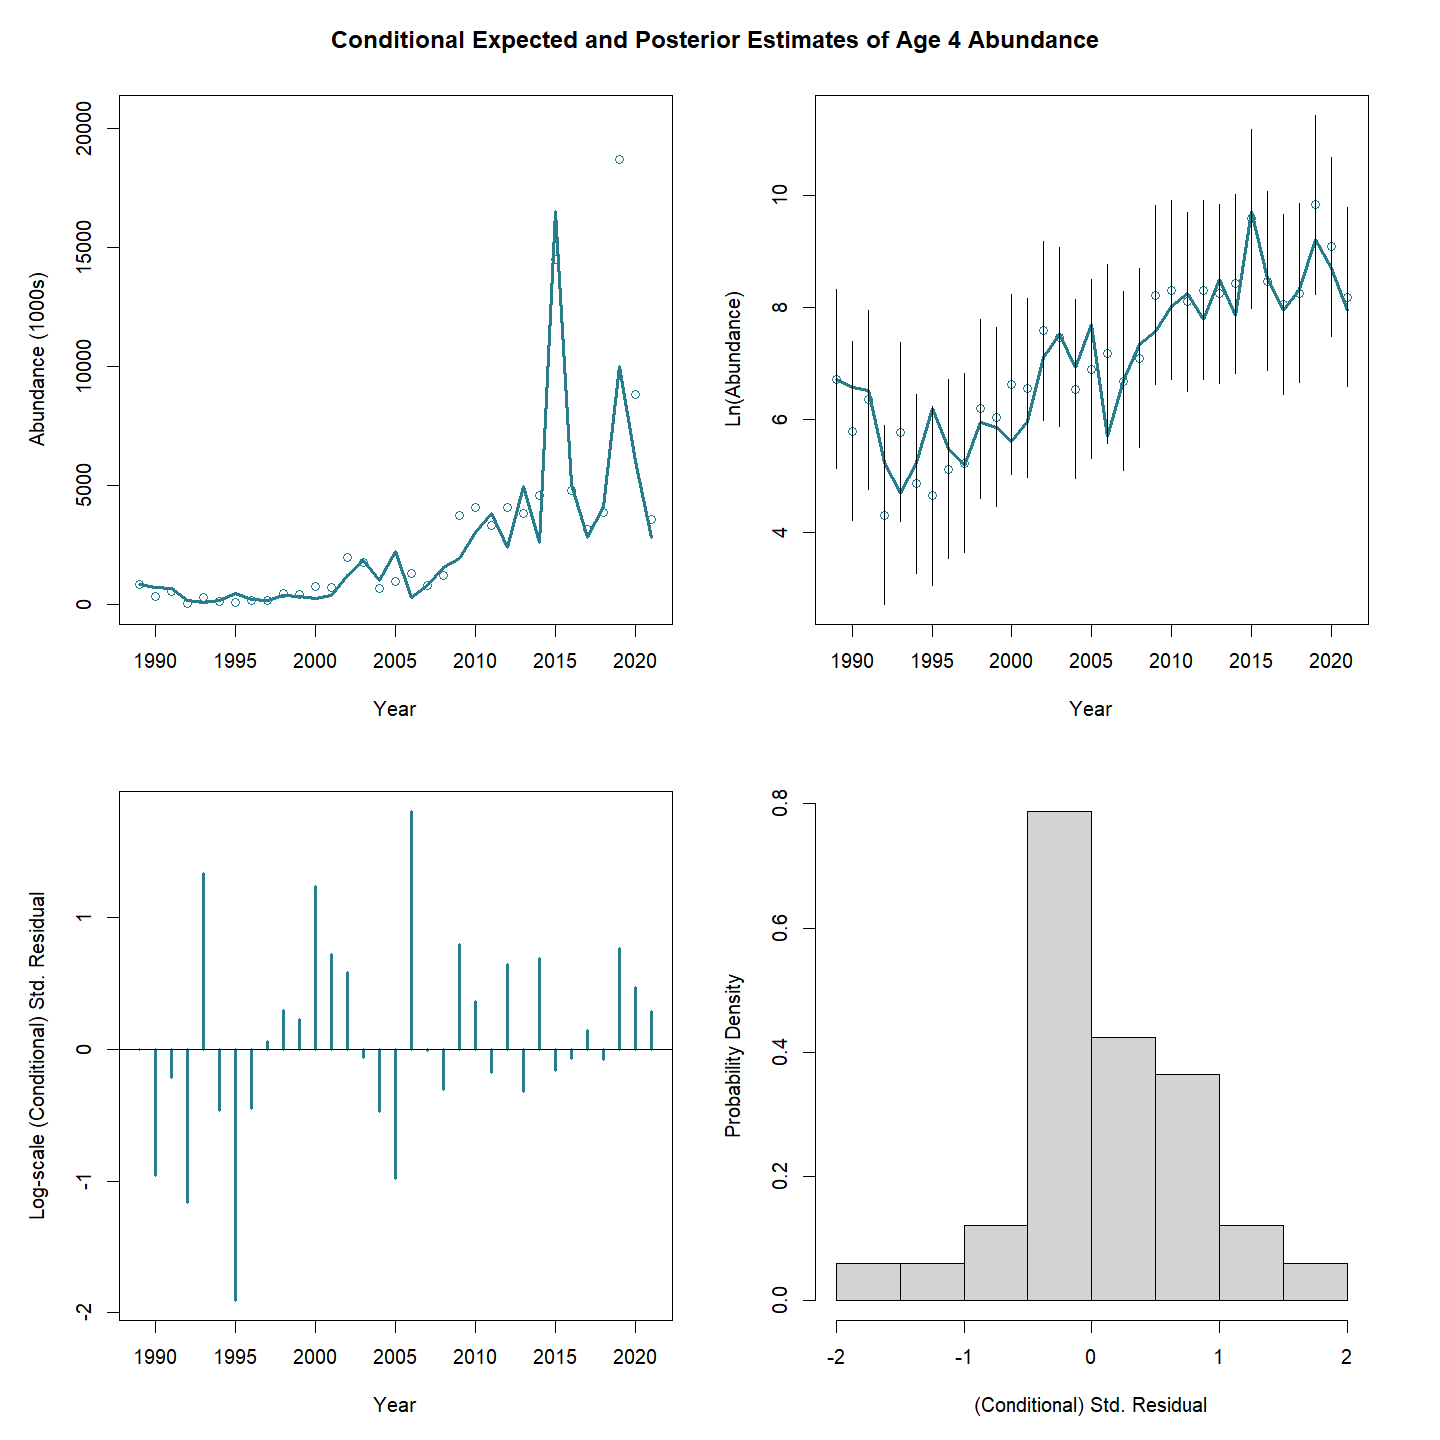 Conditional Expected and Posterior Estimates of Age 4 Abundance
Abundance (1000s)
0
5000
10000
15000
20000
1990 1995 2000 2005 2010 2015 2020
Year
Ln(Abundance)
4
6
8
10
1990 1995 2000 2005 2010 2015 2020
Year
Log-scale (Conditional) Std. Residual
-2
-1
0
1
1990 1995 2000 2005 2010 2015 2020
Year
Probability Density
0.0
0.2
0.4
0.6
0.8
-2 -1 0 1 2
(Conditional) Std. Residual